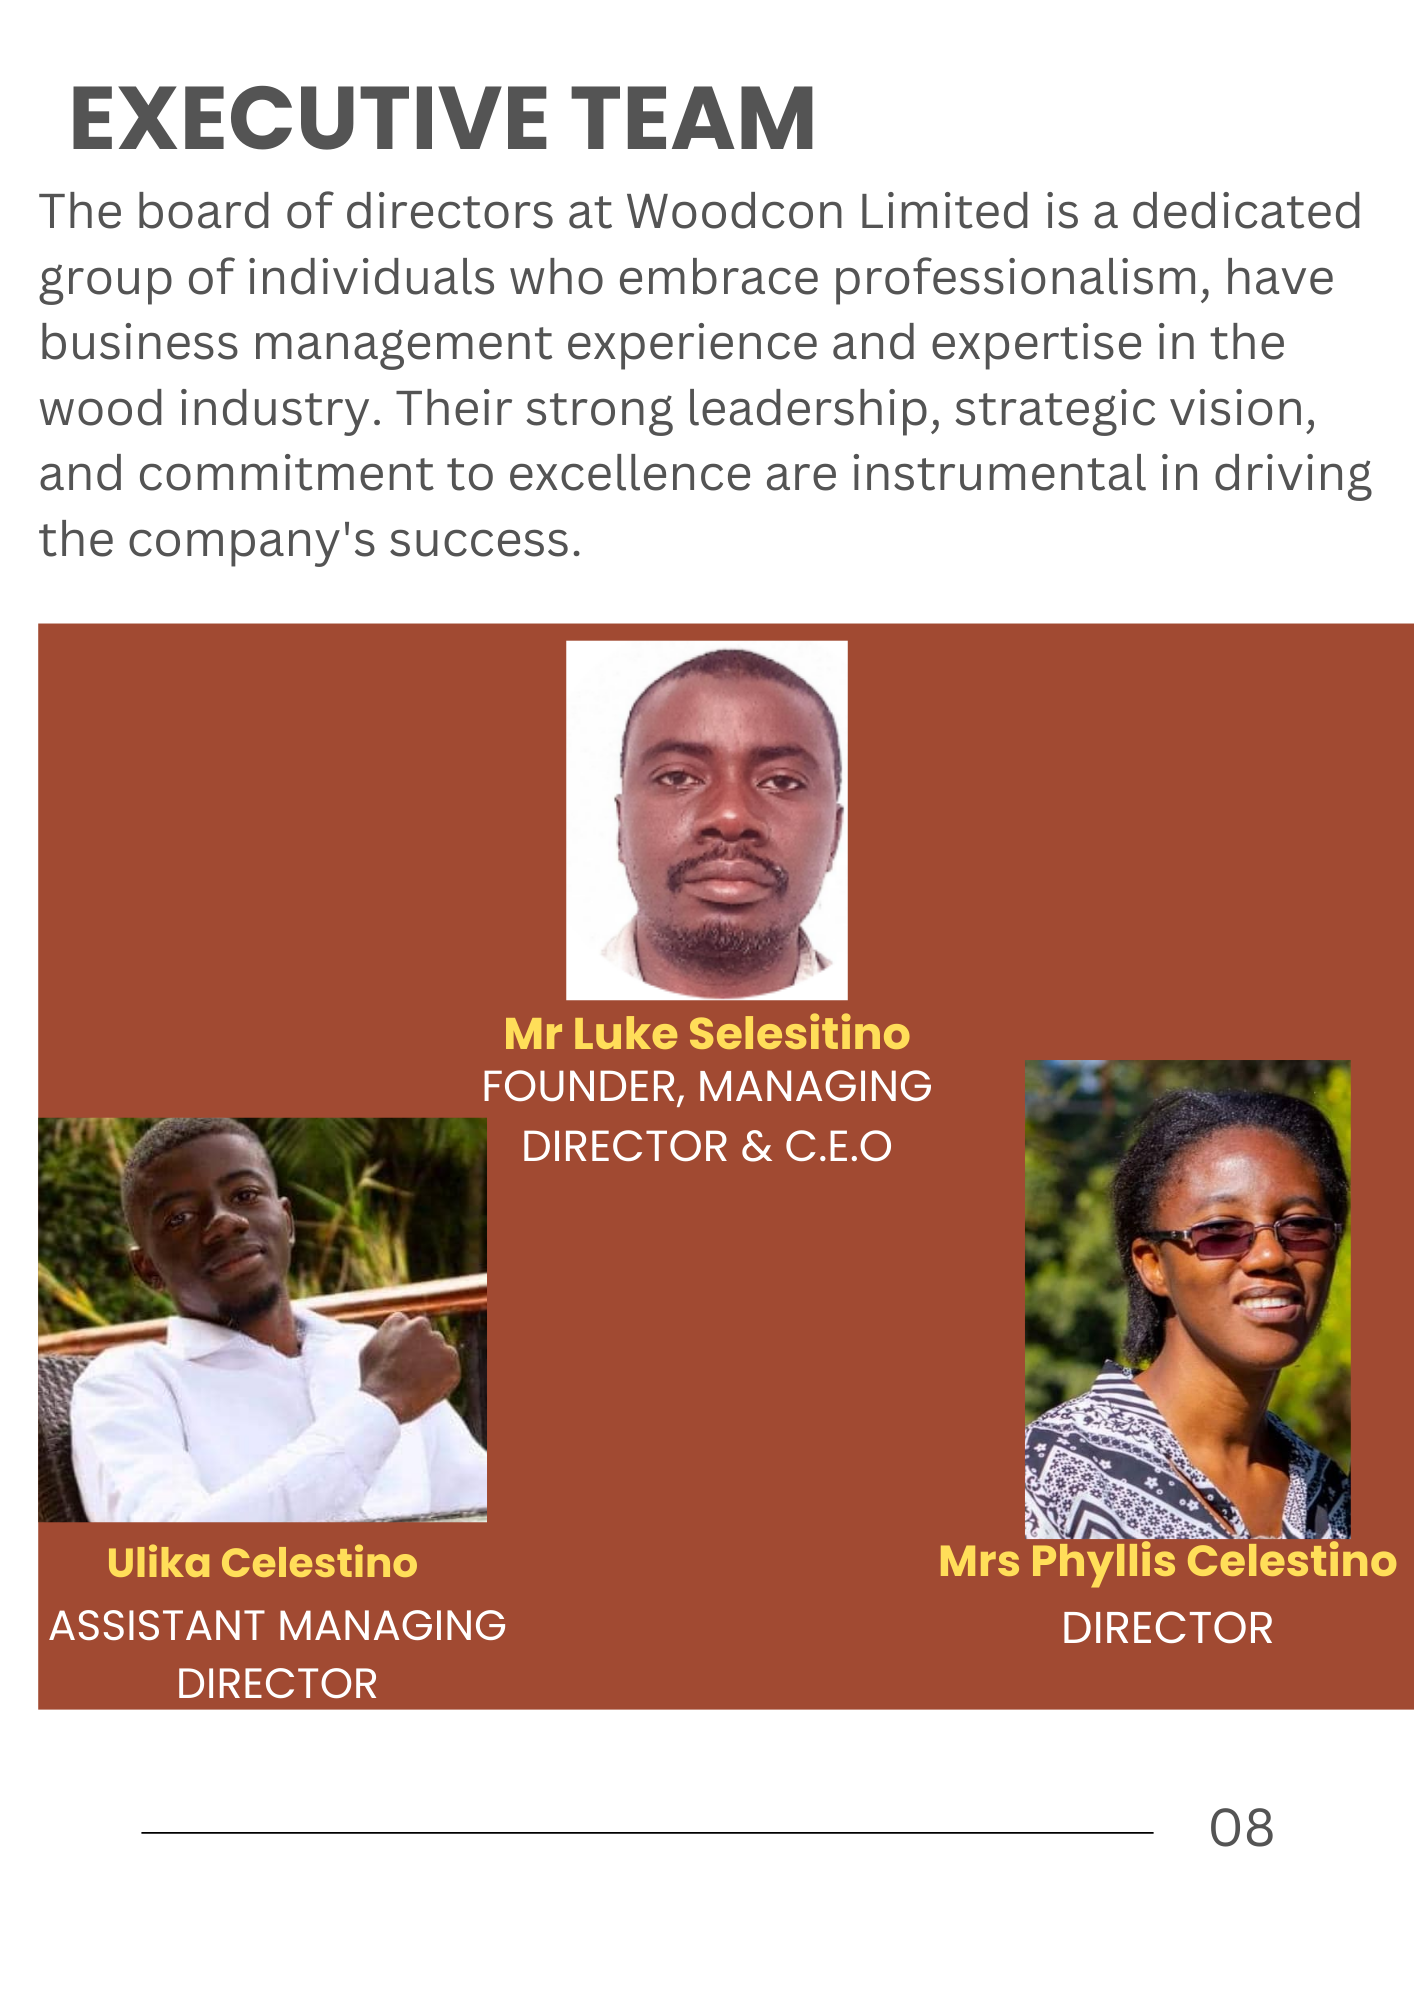 EXECUTIVE TEAM
The board of directors at Woodcon Limited is a dedicated
group of individuals who embrace professionalism, have
business management experience and expertise in the
wood industry. Their strong leadership, strategic vision,
and commitment to excellence are instrumental in driving
the company's success.
Mr Luke Selesitino
FOUNDER, MANAGING
DIRECTOR & C.E.O
Ulika Celestino
ASSISTANT MANAGING
DIRECTOR
Mrs Phyllis Celestino
DIRECTOR
08